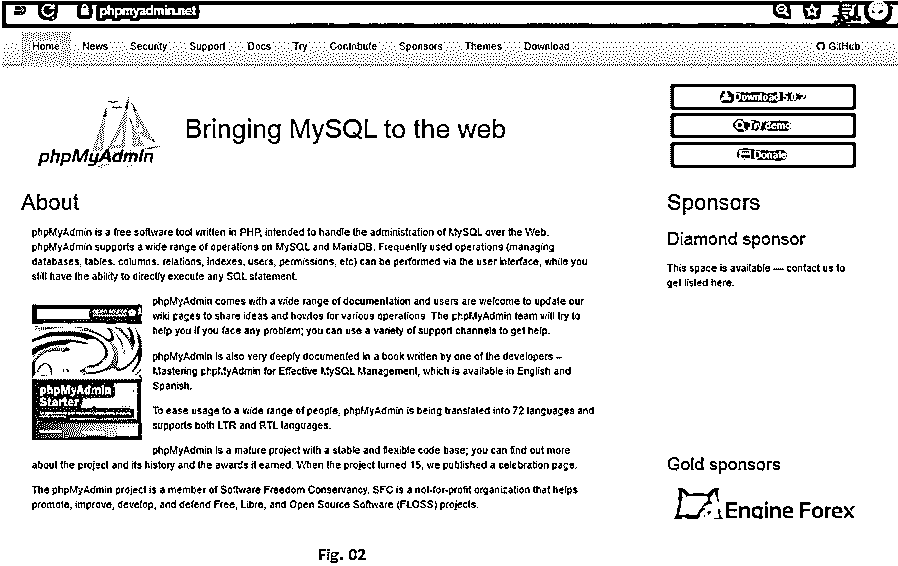 phpmyadmin.net
Home News Security Support Docs Try Contribute Sponsors Themes Download GitHub
phpMyAdmin
Bringing MySQL to the web
Download 5.0.2
Try demo
Donate
About
phpMyAdmin is a free software tool written in PHP, intended to handle the administration of MySQL over the Web.
phpMyAdmin supports a wide range of operations on MySQL and MariaDB. Frequently used operations (managing
databases, tables, columns, relations, indexes, users, permissions, etc) can be performed via the user interface, while you
still have the ability to directly execute any SQL statement.
open source
phpMyAdmin
Starter
phpMyAdmin comes with a wide range of documentation and users are welcome to update our
wiki pages to share ideas and howtos for various operations. The phpMyAdmin team will try to
help you if you face any problem; you can use a variety of support channels to get help.
phpMyAdmin is also very deeply documented in a book written by one of the developers –
Mastering phpMyAdmin for Effective MySQL Management, which is available in English and
Spanish.
To ease usage to a wide range of people, phpMyAdmin is being translated into 72 languages and
supports both LTR and RTL languages.
phpMyAdmin is a mature project with a stable and flexible code base; you can find out more
about the project and its history and the awards it earned. When the project turned 15, we published a celebration page.
The phpMyAdmin project is a member of Software Freedom Conservancy. SFC is a not-for-profit organization that helps
promote, improve, develop, and defend Free, Libre, and Open Source Software (FLOSS) projects.
Sponsors
Diamond sponsor
This space is available — contact us to
get listed here.
Gold sponsors
Engine Forex
Fig. 02